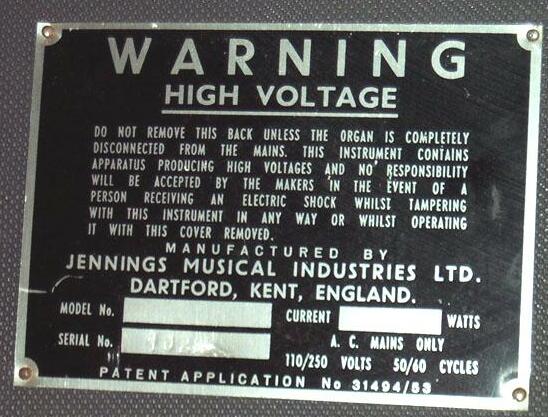 WARNING
HIGH VOLTAGE
DO NOT REMOVE THIS BACK UNLESS THE ORGAN IS COMPLETELY
DISCONNECTED FROM THE MAINS. THIS INSTRUMENT CONTAINS
APPARATUS PRODUCING HIGH VOLTAGES AND NO RESPONSIBILITY
WILL BE ACCEPTED BY THE MAKERS IN THE EVENT OF A
PERSON RECEIVING AN ELECTRIC SHOCK WHILST TAMPERING
WITH THIS INSTRUMENT IN ANY WAY OR WHILST OPERATING
IT WITH THIS COVER REMOVED.
MANUFACTURED BY
JENNINGS MUSICAL INDUSTRIES LTD.
DARTFORD, KENT, ENGLAND.
MODEL No. CURRENT WATTS
SERIAL No. A.C. MAINS ONLY
110/250 VOLTS 50/60 CYCLES
PATENT APPLICATION No 31494/53